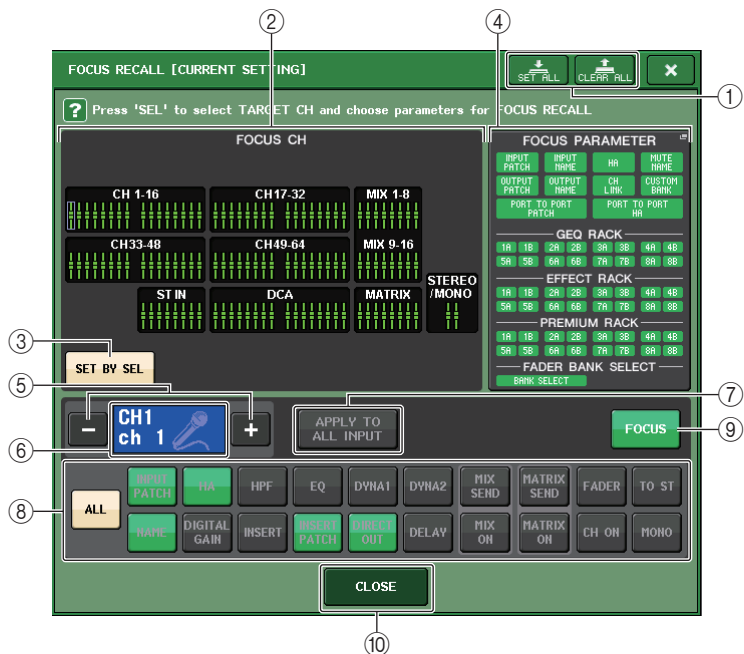 ② ④
FOCUS RECALL [CURRENT SETTING]
SET ALL
CLEAR ALL
×
①
? Press 'SEL' to select TARGET CH and choose parameters for FOCUS RECALL
FOCUS CH
CH 1-16
CH17-32
MIX 1-8
CH33-48
CH49-64
MIX 9-16
ST IN
DCA
MATRIX
STEREO
/MONO
FOCUS PARAMETER
INPUT PATCH
INPUT NAME
HA
MUTE NAME
OUTPUT PATCH
OUTPUT NAME
CH LINK
CUSTOM BANK
PORT TO PORT PATCH
PORT TO PORT HA
GEQ RACK
1A 1B 2A 2B 3A 3B 4A 4B
5A 5B 6A 6B 7A 7B 8A 8B
EFFECT RACK
1A 1B 2A 2B 3A 3B 4A 4B
5A 5B 6A 6B 7A 7B 8A 8B
PREMIUM RACK
1A 1B 2A 2B 3A 3B 4A 4B
5A 5B 6A 6B 7A 7B 8A 8B
FADER BANK SELECT
BANK SELECT
③
SET BY SEL
⑤
⑦
−
CH1
ch 1
+
⑥
APPLY TO
ALL INPUT
FOCUS
⑨
⑧
ALL
INPUT PATCH
HA
HPF
EQ
DYNA1
DYNA2
MIX SEND
MATRIX SEND
FADER
TO ST
NAME
DIGITAL GAIN
INSERT
INSERT PATCH
DIRECT OUT
DELAY
MIX ON
MATRIX ON
CH ON
MONO
CLOSE
⑩